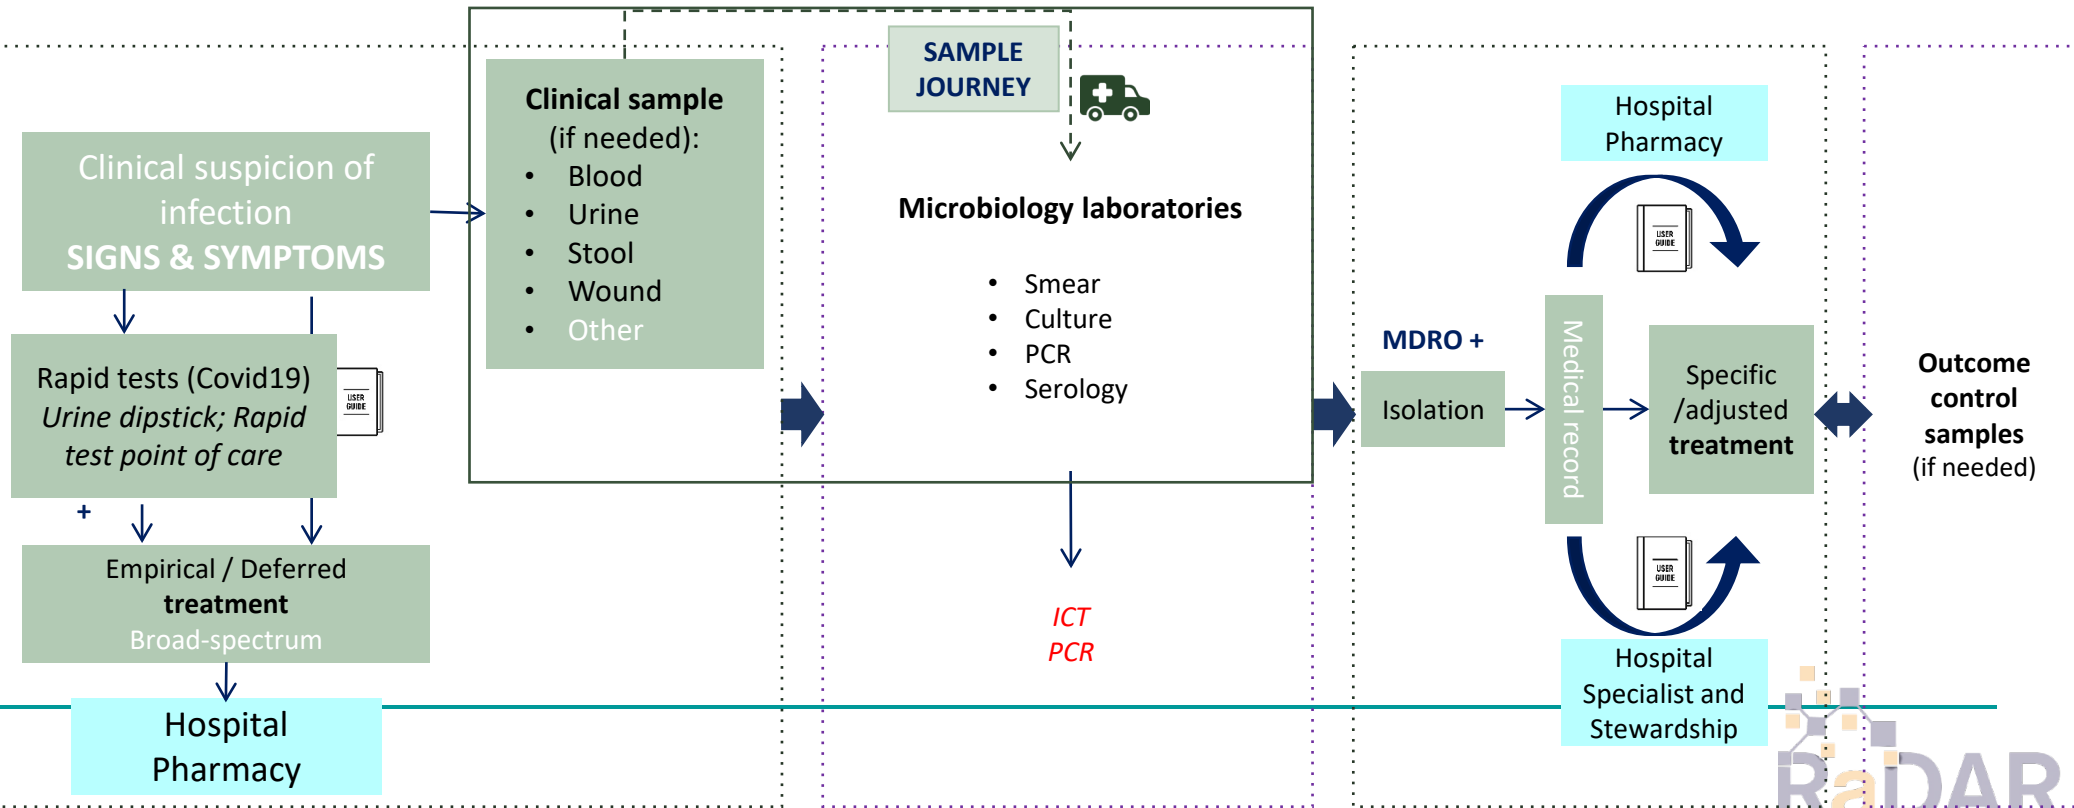 Clinical suspicion of
infection
SIGNS & SYMPTOMS
Rapid tests (Covid19)
Urine dipstick; Rapid
test point of care
USER
GUIDE
+
Empirical / Deferred
treatment
Broad-spectrum
Hospital
Pharmacy
Clinical sample
(if needed):
• Blood
• Urine
• Stool
• Wound
• Other
SAMPLE
JOURNEY
Microbiology laboratories
• Smear
• Culture
• PCR
• Serology
ICT
PCR
MDRO +
Isolation
Medical record
Hospital
Pharmacy
USER
GUIDE
Specific
/adjusted
treatment
USER
GUIDE
Hospital
Specialist and
Stewardship
Outcome
control
samples
(if needed)
RaDAR